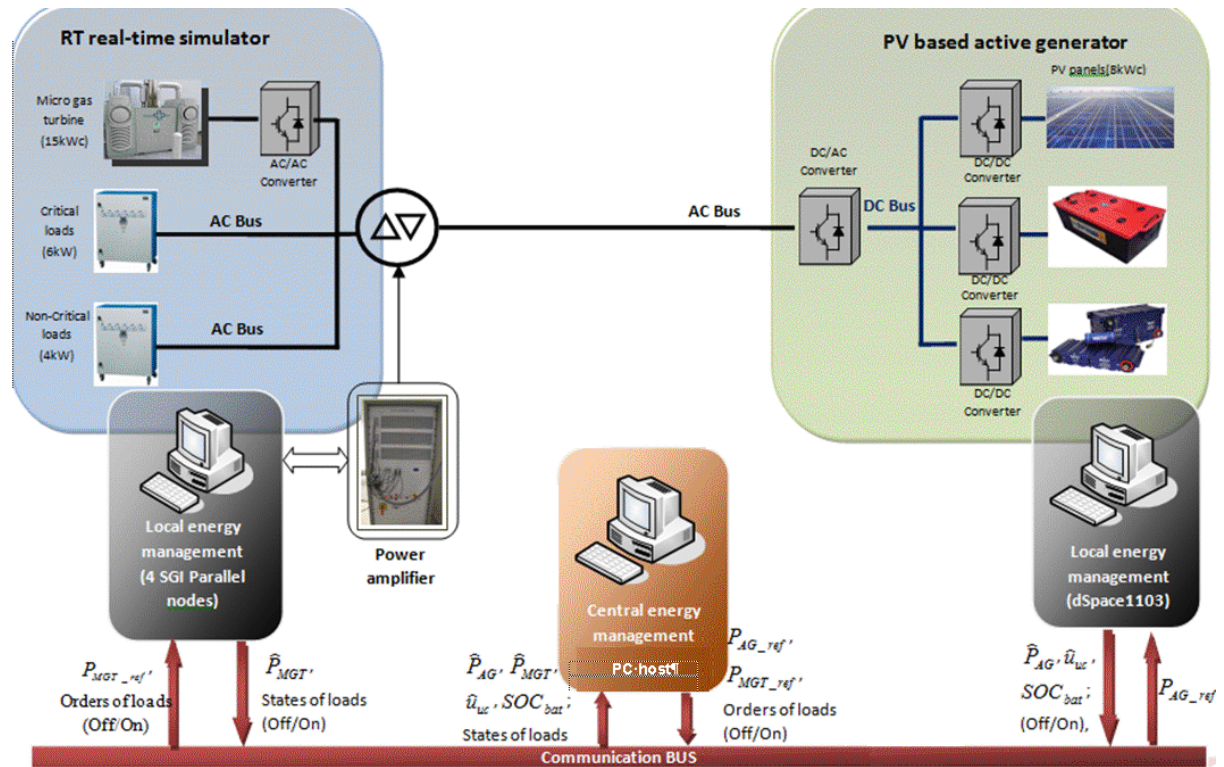 RT real-time simulator
Micro gas
turbine
(15kWc)
AC/AC
Converter
Critical
loads
(6kW)
AC Bus
Non-Critical
loads
(4kW)
AC Bus
AC Bus
PV based active generator
PV panels(8kWc)
DC/AC
Converter
DC Bus
DC/DC
Converter
DC/DC
Converter
DC/DC
Converter
Local energy
management
(4 SGI Parallel
nodes)
Power
amplifier
Central energy
management
PC·host¶
Local energy
management
(dSpace1103)
P_MGT_ref,
Orders of loads
(Off/On)
P̂_MGT,
States of loads
(Off/On)
P̂_AG, P̂_MGT,
û_uc, SOC_bat;
States of loads
P_AG_ref,
P_MGT_ref,
Orders of loads
(Off/On)
P̂_AG, û_uc,
SOC_bat;
(Off/On),
P_AG_ref
Communication BUS